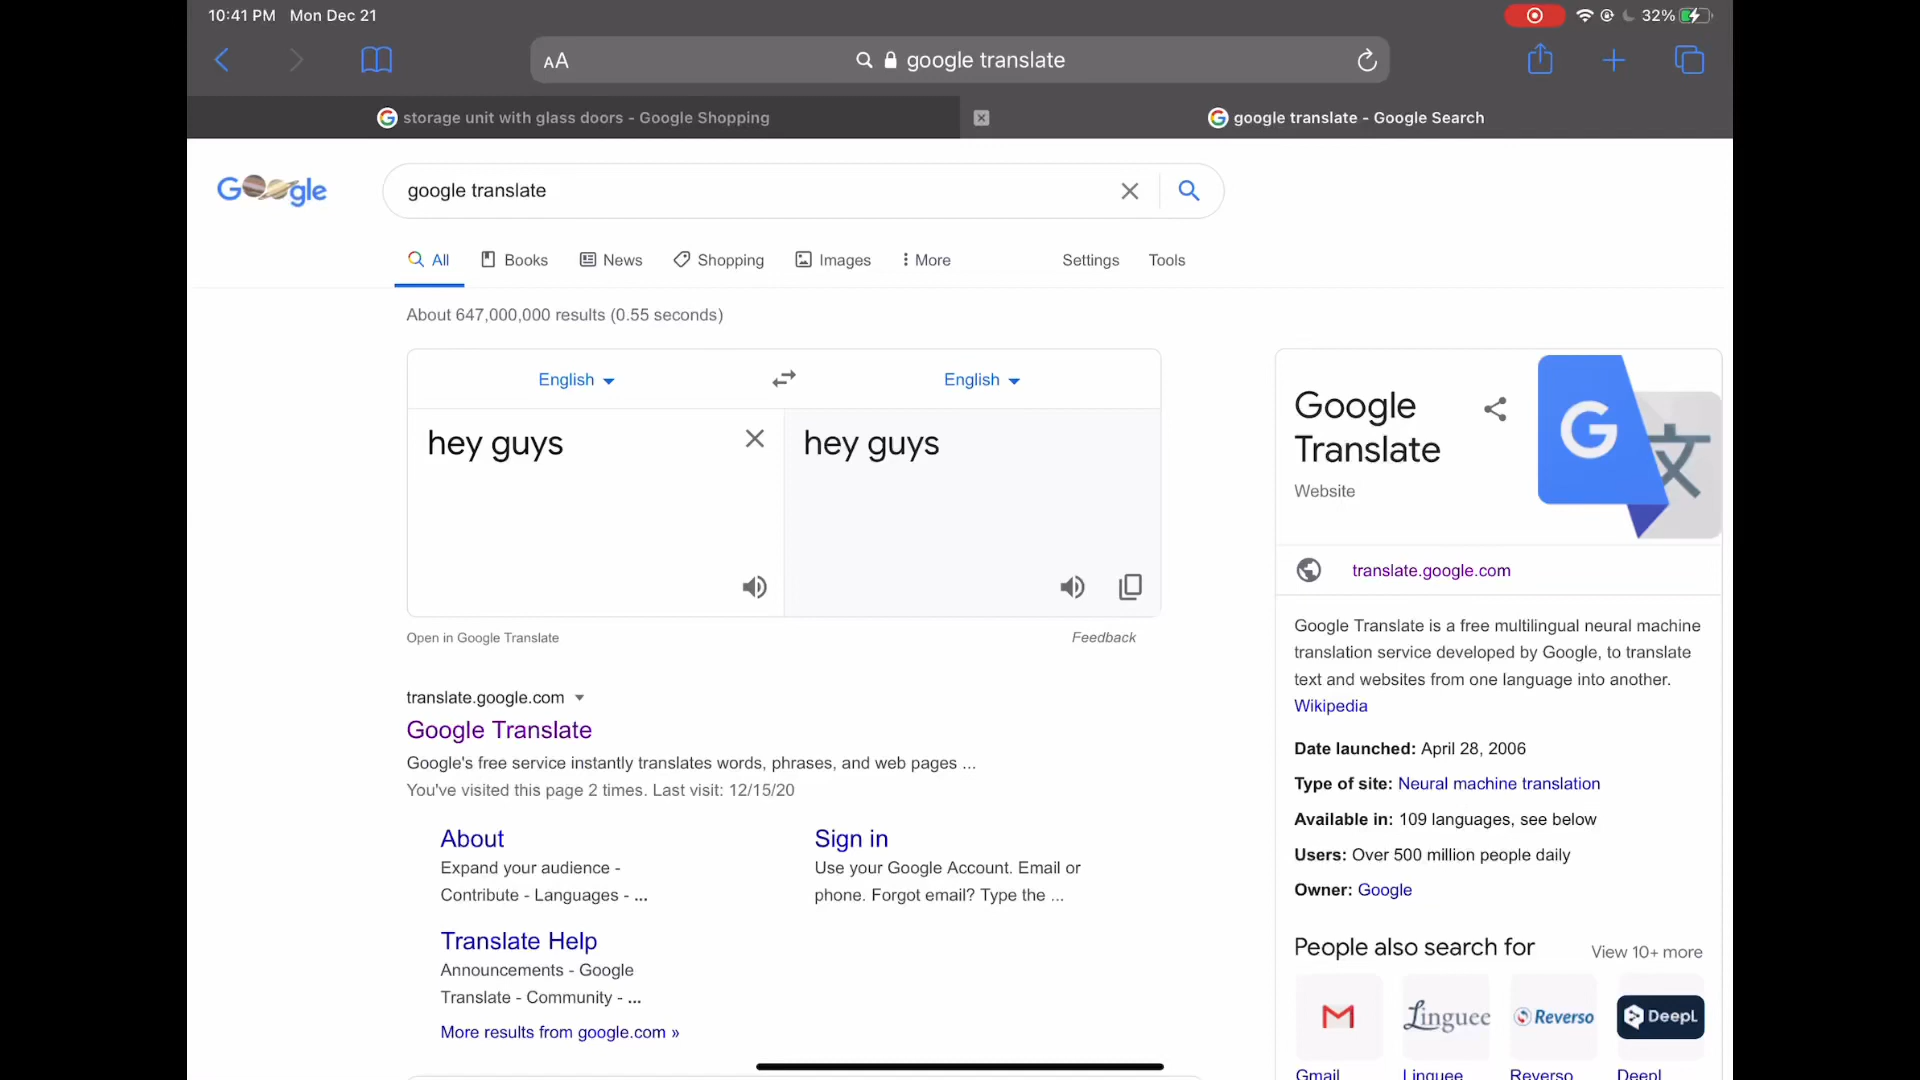 10:41 PM Mon Dec 21
32%
AA
google translate
storage unit with glass doors - Google Shopping
google translate - Google Search
Google
google translate
All
Books
News
Shopping
Images
More
Settings
Tools
About 647,000,000 results (0.55 seconds)
English
English
hey guys
hey guys
Open in Google Translate
Feedback
translate.google.com
Google Translate
Google's free service instantly translates words, phrases, and web pages ...
You've visited this page 2 times. Last visit: 12/15/20
About
Expand your audience -
Contribute - Languages - ...
Sign in
Use your Google Account. Email or
phone. Forgot email? Type the ...
Translate Help
Announcements - Google
Translate - Community - ...
More results from google.com »
Google
Translate
Website
G
文
translate.google.com
Google Translate is a free multilingual neural machine
translation service developed by Google, to translate
text and websites from one language into another.
Wikipedia
Date launched: April 28, 2006
Type of site: Neural machine translation
Available in: 109 languages, see below
Users: Over 500 million people daily
Owner: Google
People also search for
View 10+ more
Linguee
Reverso
DeepL
Gmail
Linguee
Reverso
Deepl